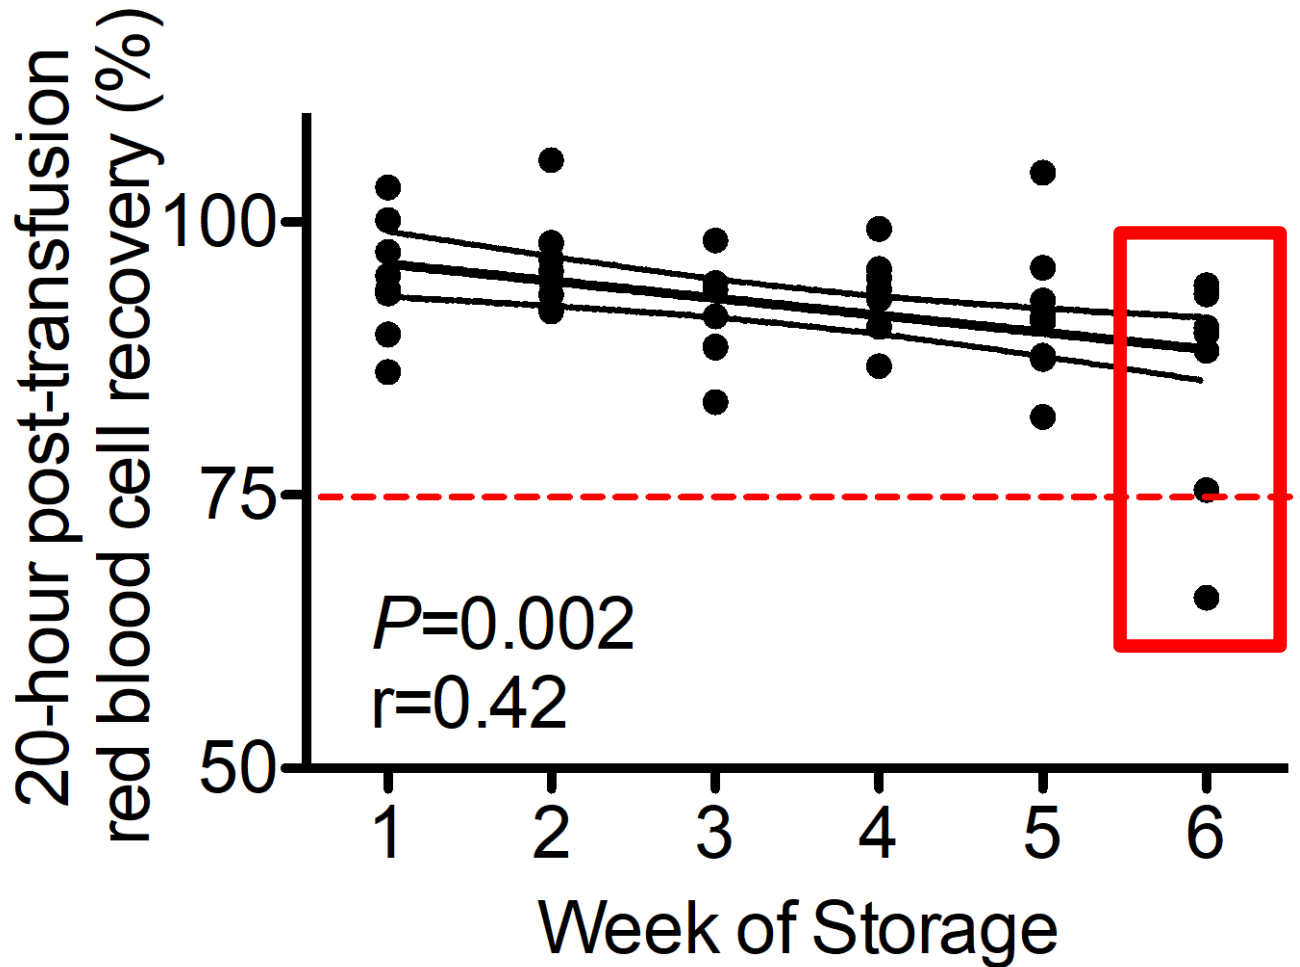 20-hour post-transfusion
red blood cell recovery (%)
100
75
50
P=0.002
r=0.42
1 2 3 4 5 6
Week of Storage